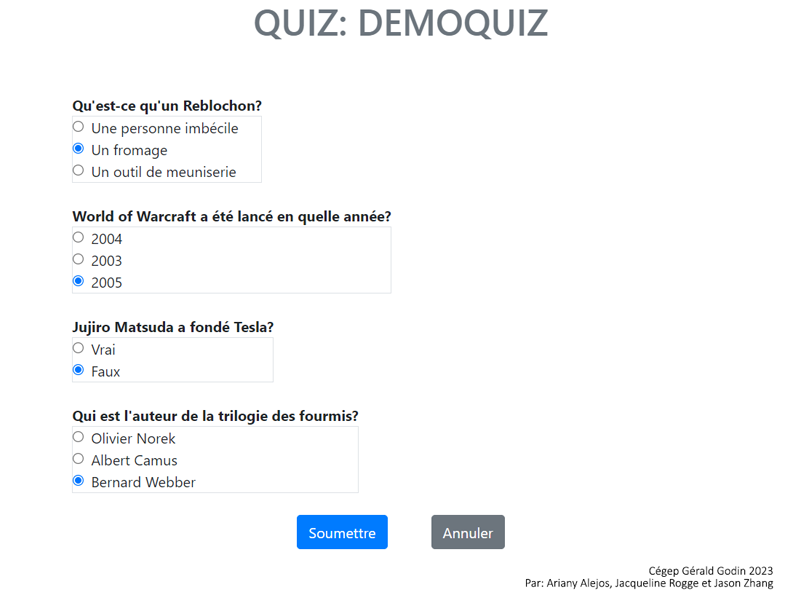 QUIZ: DEMOQUIZ
Qu'est-ce qu'un Reblochon?
Une personne imbécile
Un fromage
Un outil de meuniserie
World of Warcraft a été lancé en quelle année?
2004
2003
2005
Jujiro Matsuda a fondé Tesla?
Vrai
Faux
Qui est l'auteur de la trilogie des fourmis?
Olivier Norek
Albert Camus
Bernard Webber
Soumettre Annuler
Cégep Gérald Godin 2023
Par: Ariany Alejos, Jacqueline Rogge et Jason Zhang